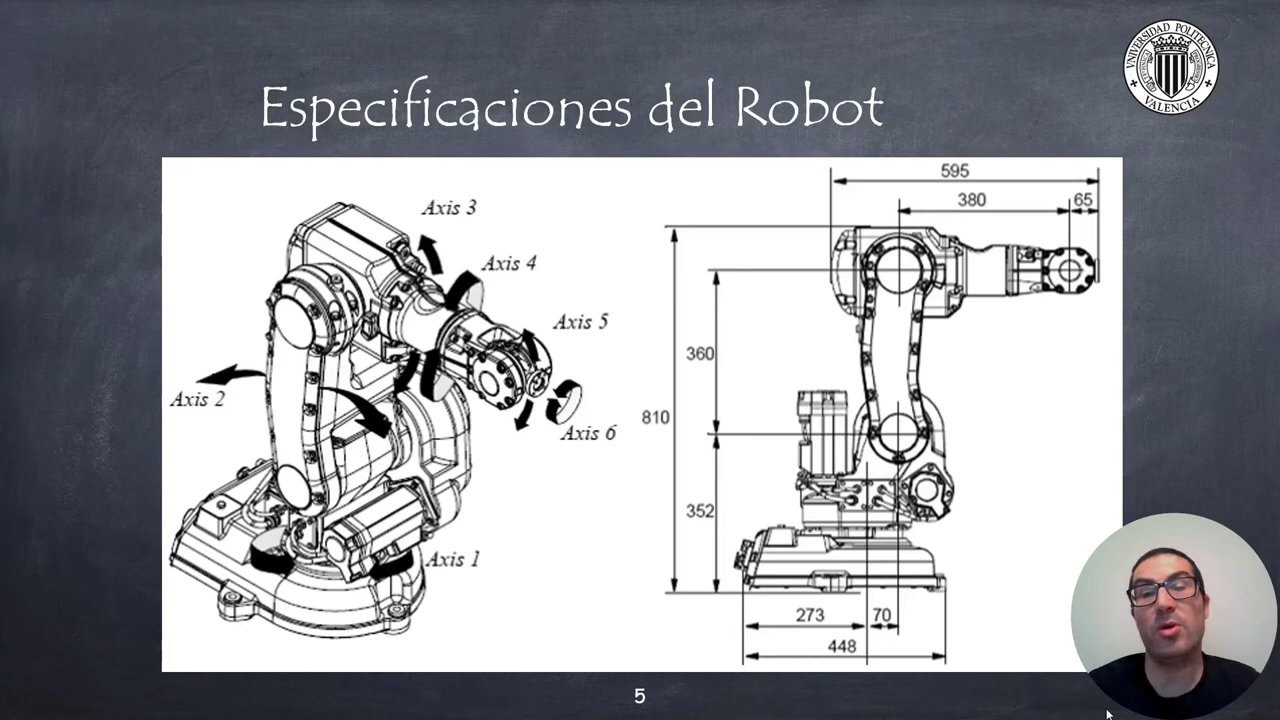 Especificaciones del Robot
UNIVERSIDAD POLITECNICA
VALENCIA
Axis 3
Axis 4
Axis 5
Axis 2
Axis 6
Axis 1
595
380
65
360
810
352
273
70
448
5